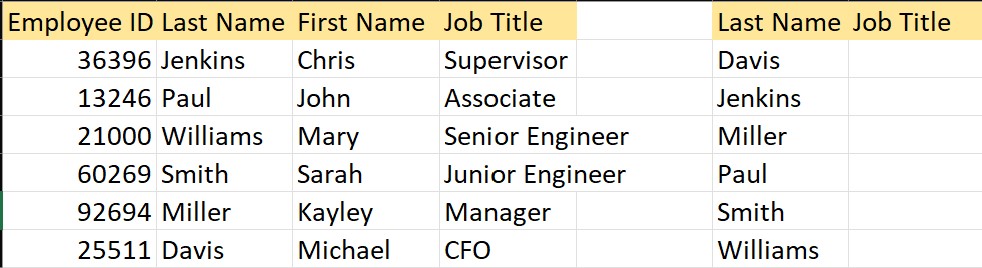 Employee ID Last Name First Name Job Title Last Name Job Title
36396 Jenkins Chris Supervisor Davis
13246 Paul John Associate Jenkins
21000 Williams Mary Senior Engineer Miller
60269 Smith Sarah Junior Engineer Paul
92694 Miller Kayley Manager Smith
25511 Davis Michael CFO Williams